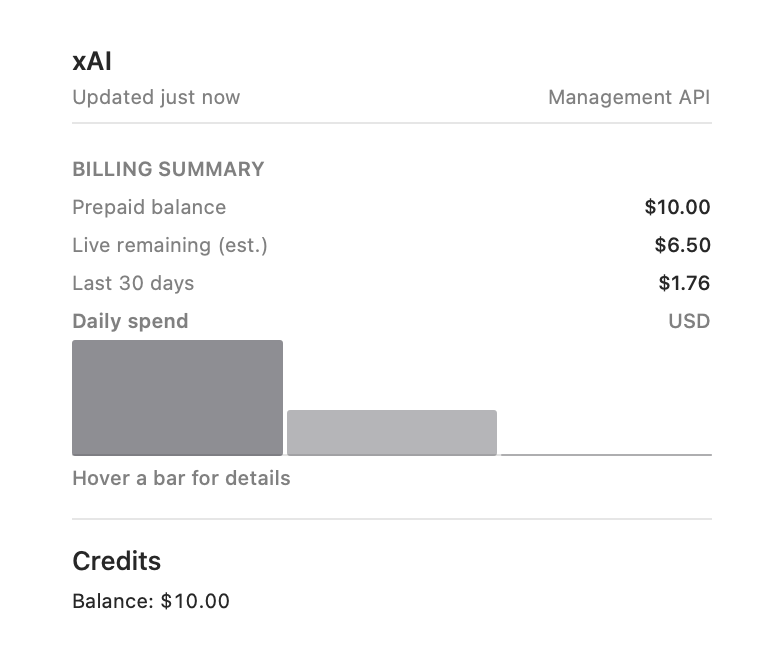 xAI
Updated just now Management API
BILLING SUMMARY
Prepaid balance $10.00
Live remaining (est.) $6.50
Last 30 days $1.76
Daily spend USD
Hover a bar for details
Credits
Balance: $10.00